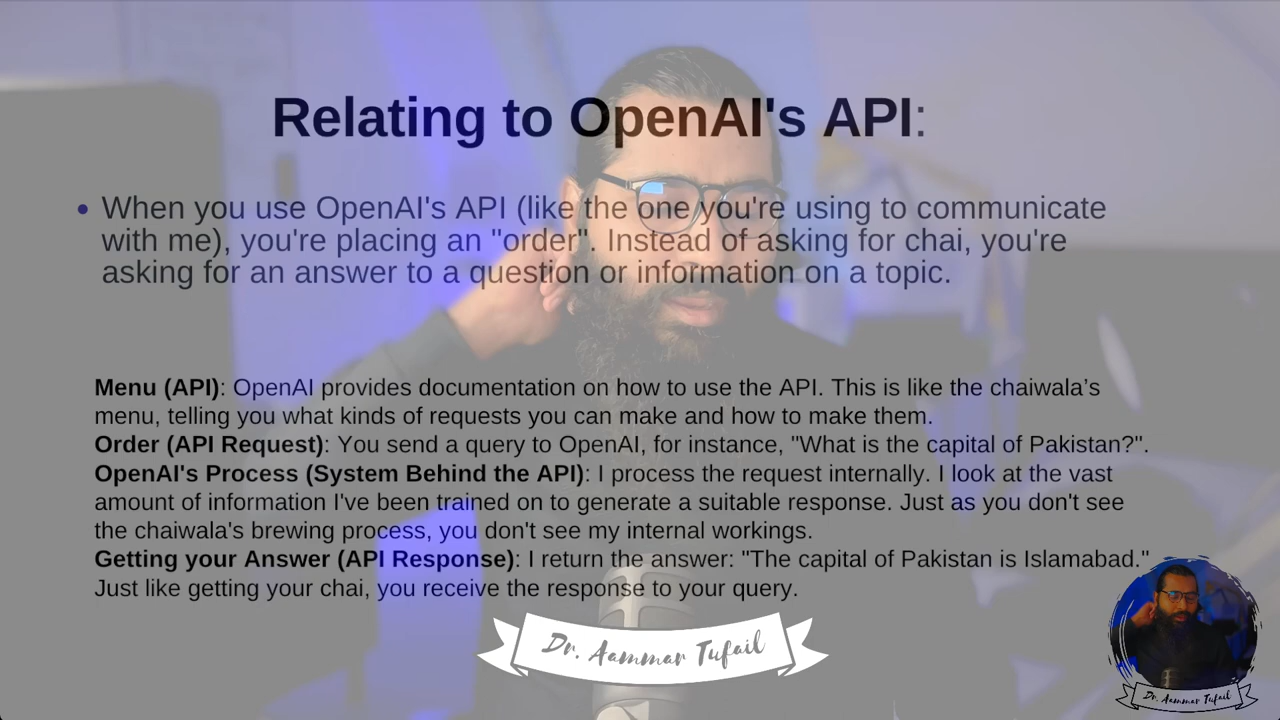 Relating to OpenAI's API:
• When you use OpenAI's API (like the one you're using to communicate
with me), you're placing an "order". Instead of asking for chai, you're
asking for an answer to a question or information on a topic.
Menu (API): OpenAI provides documentation on how to use the API. This is like the chaiwala’s
menu, telling you what kinds of requests you can make and how to make them.
Order (API Request): You send a query to OpenAI, for instance, "What is the capital of Pakistan?".
OpenAI's Process (System Behind the API): I process the request internally. I look at the vast
amount of information I've been trained on to generate a suitable response. Just as you don't see
the chaiwala's brewing process, you don't see my internal workings.
Getting your Answer (API Response): I return the answer: "The capital of Pakistan is Islamabad."
Just like getting your chai, you receive the response to your query.
Dr. Aammar Tufail
Dr. Aammar Tufail